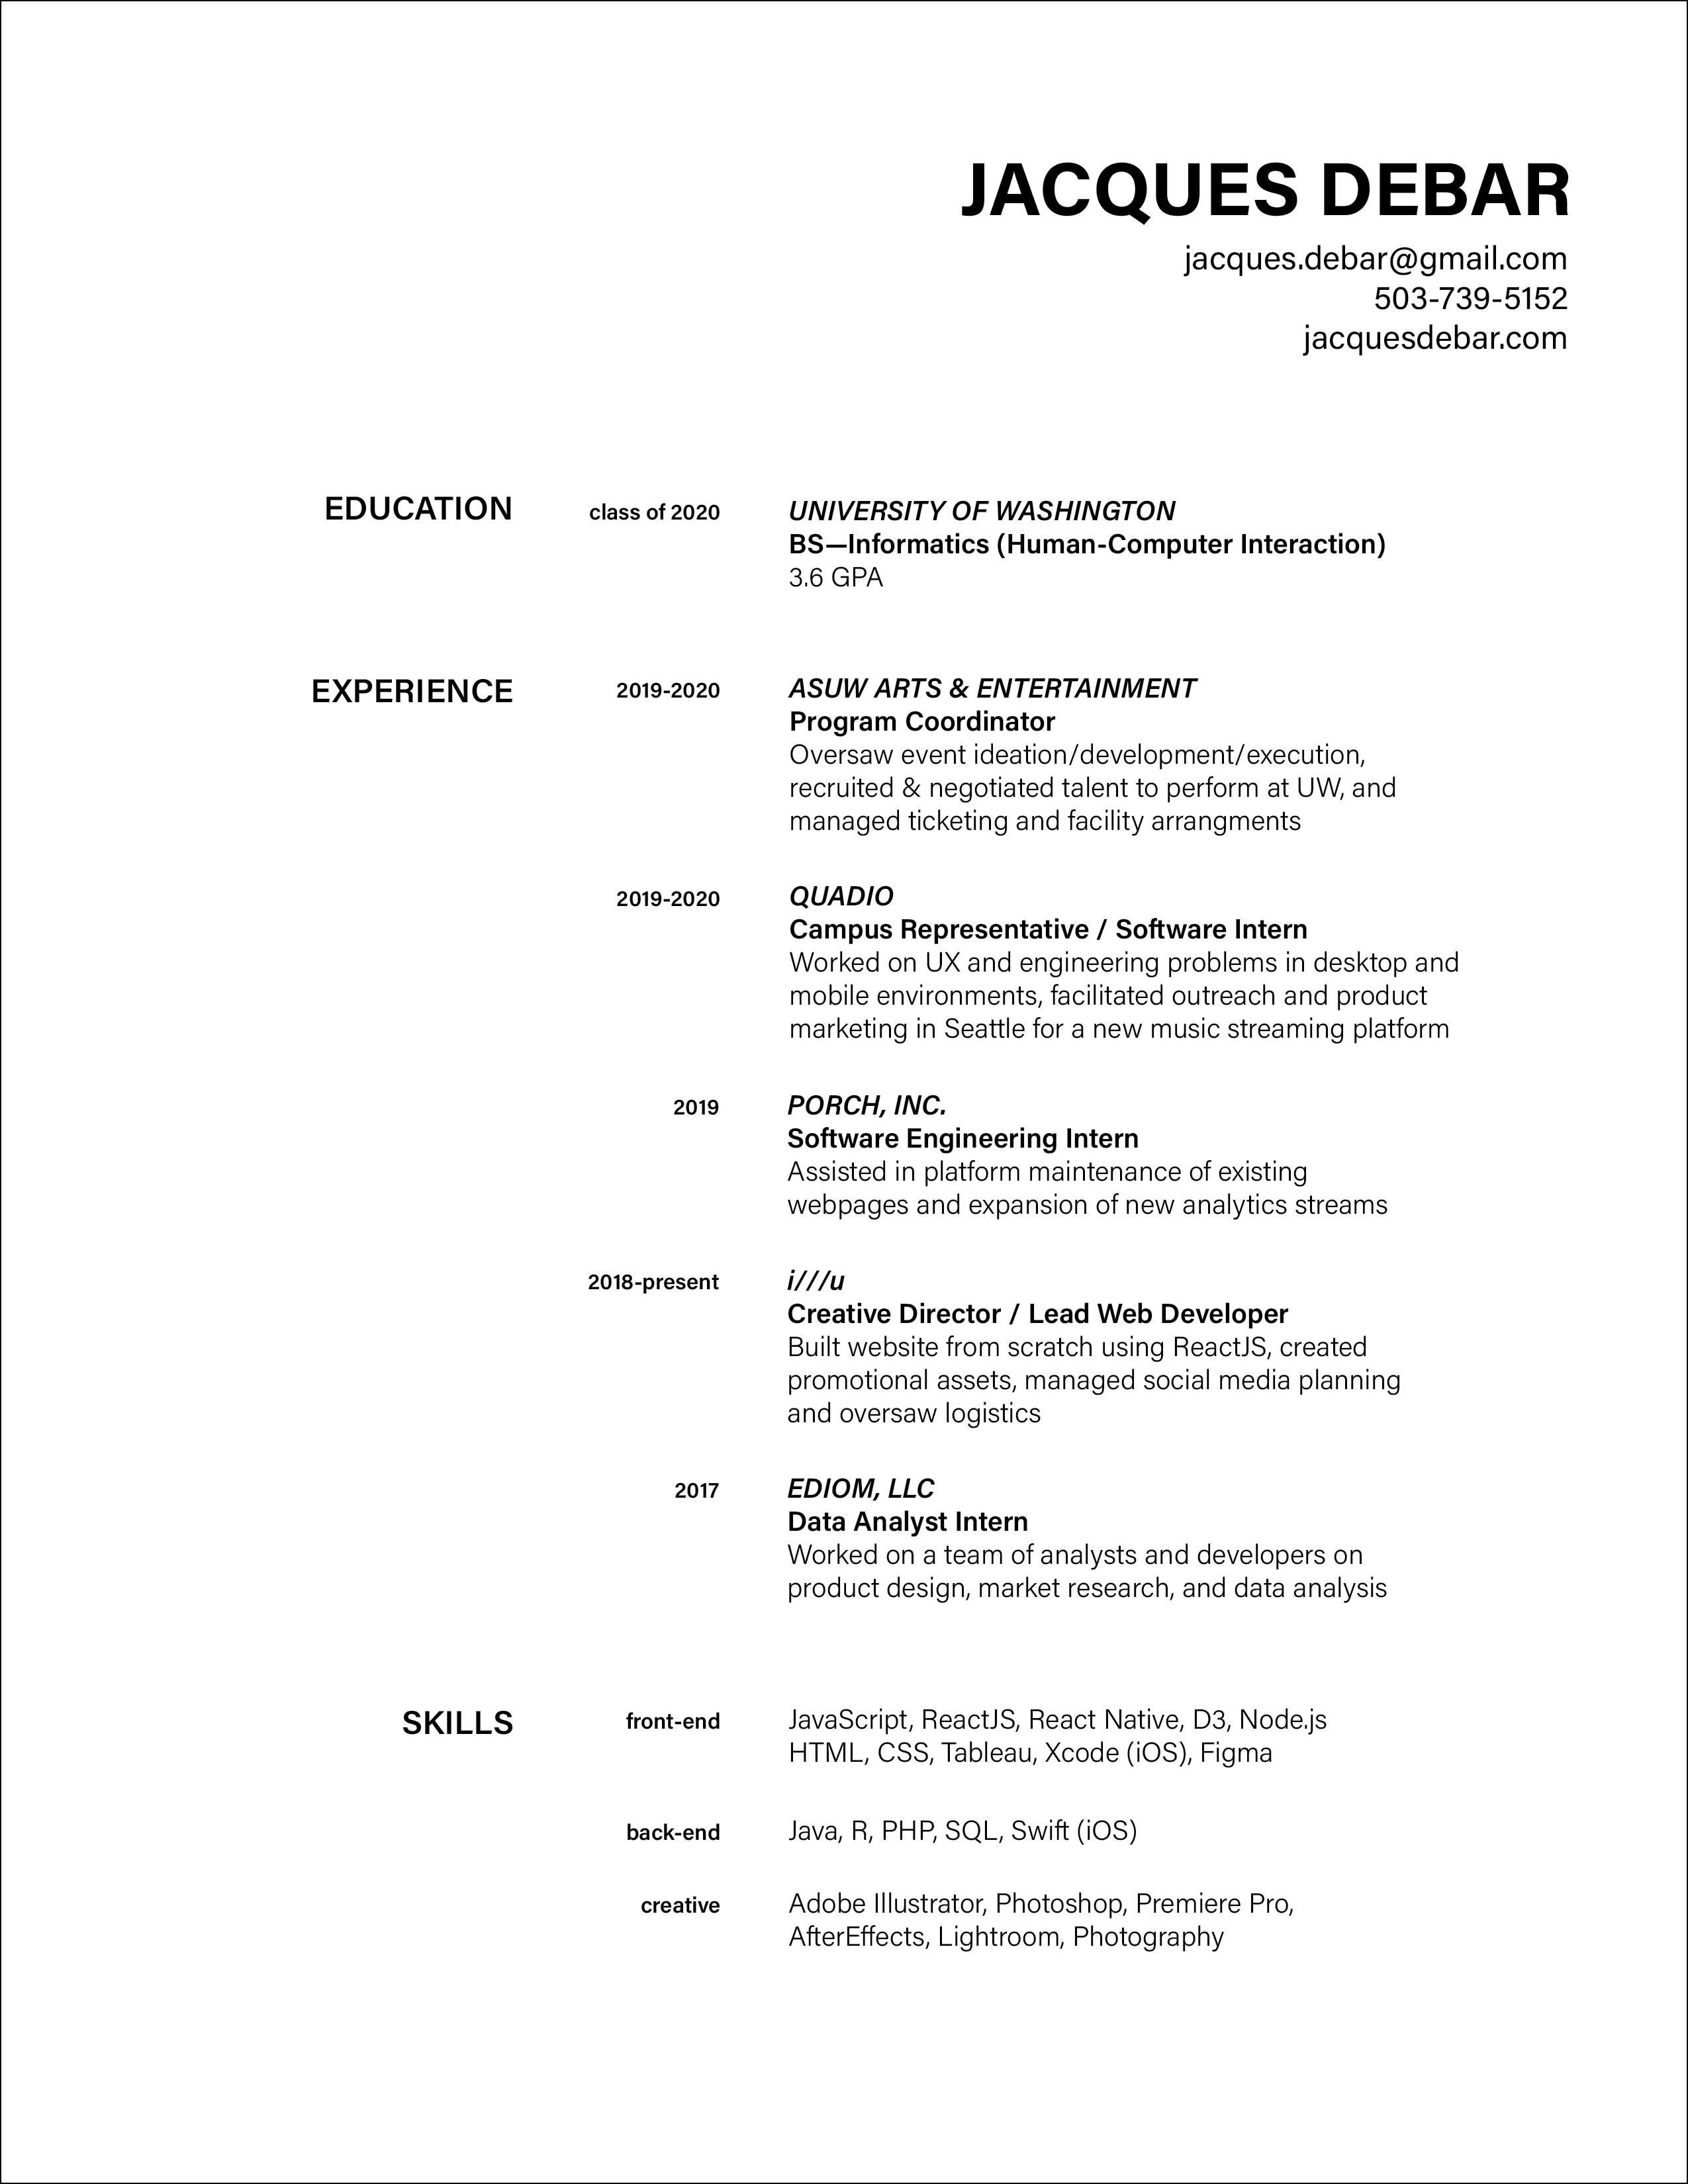 JACQUES DEBAR
jacques.debar@gmail.com
503-739-5152
jacquesdebar.com
EDUCATION
class of 2020
UNIVERSITY OF WASHINGTON
BS—Informatics (Human-Computer Interaction)
3.6 GPA
EXPERIENCE
2019-2020
ASUW ARTS & ENTERTAINMENT
Program Coordinator
Oversaw event ideation/development/execution,
recruited & negotiated talent to perform at UW, and
managed ticketing and facility arrangments
2019-2020
QUADIO
Campus Representative / Software Intern
Worked on UX and engineering problems in desktop and
mobile environments, facilitated outreach and product
marketing in Seattle for a new music streaming platform
2019
PORCH, INC.
Software Engineering Intern
Assisted in platform maintenance of existing
webpages and expansion of new analytics streams
2018-present
i///u
Creative Director / Lead Web Developer
Built website from scratch using ReactJS, created
promotional assets, managed social media planning
and oversaw logistics
2017
EDIOM, LLC
Data Analyst Intern
Worked on a team of analysts and developers on
product design, market research, and data analysis
SKILLS
front-end
JavaScript, ReactJS, React Native, D3, Node.js
HTML, CSS, Tableau, Xcode (iOS), Figma
back-end
Java, R, PHP, SQL, Swift (iOS)
creative
Adobe Illustrator, Photoshop, Premiere Pro,
AfterEffects, Lightroom, Photography